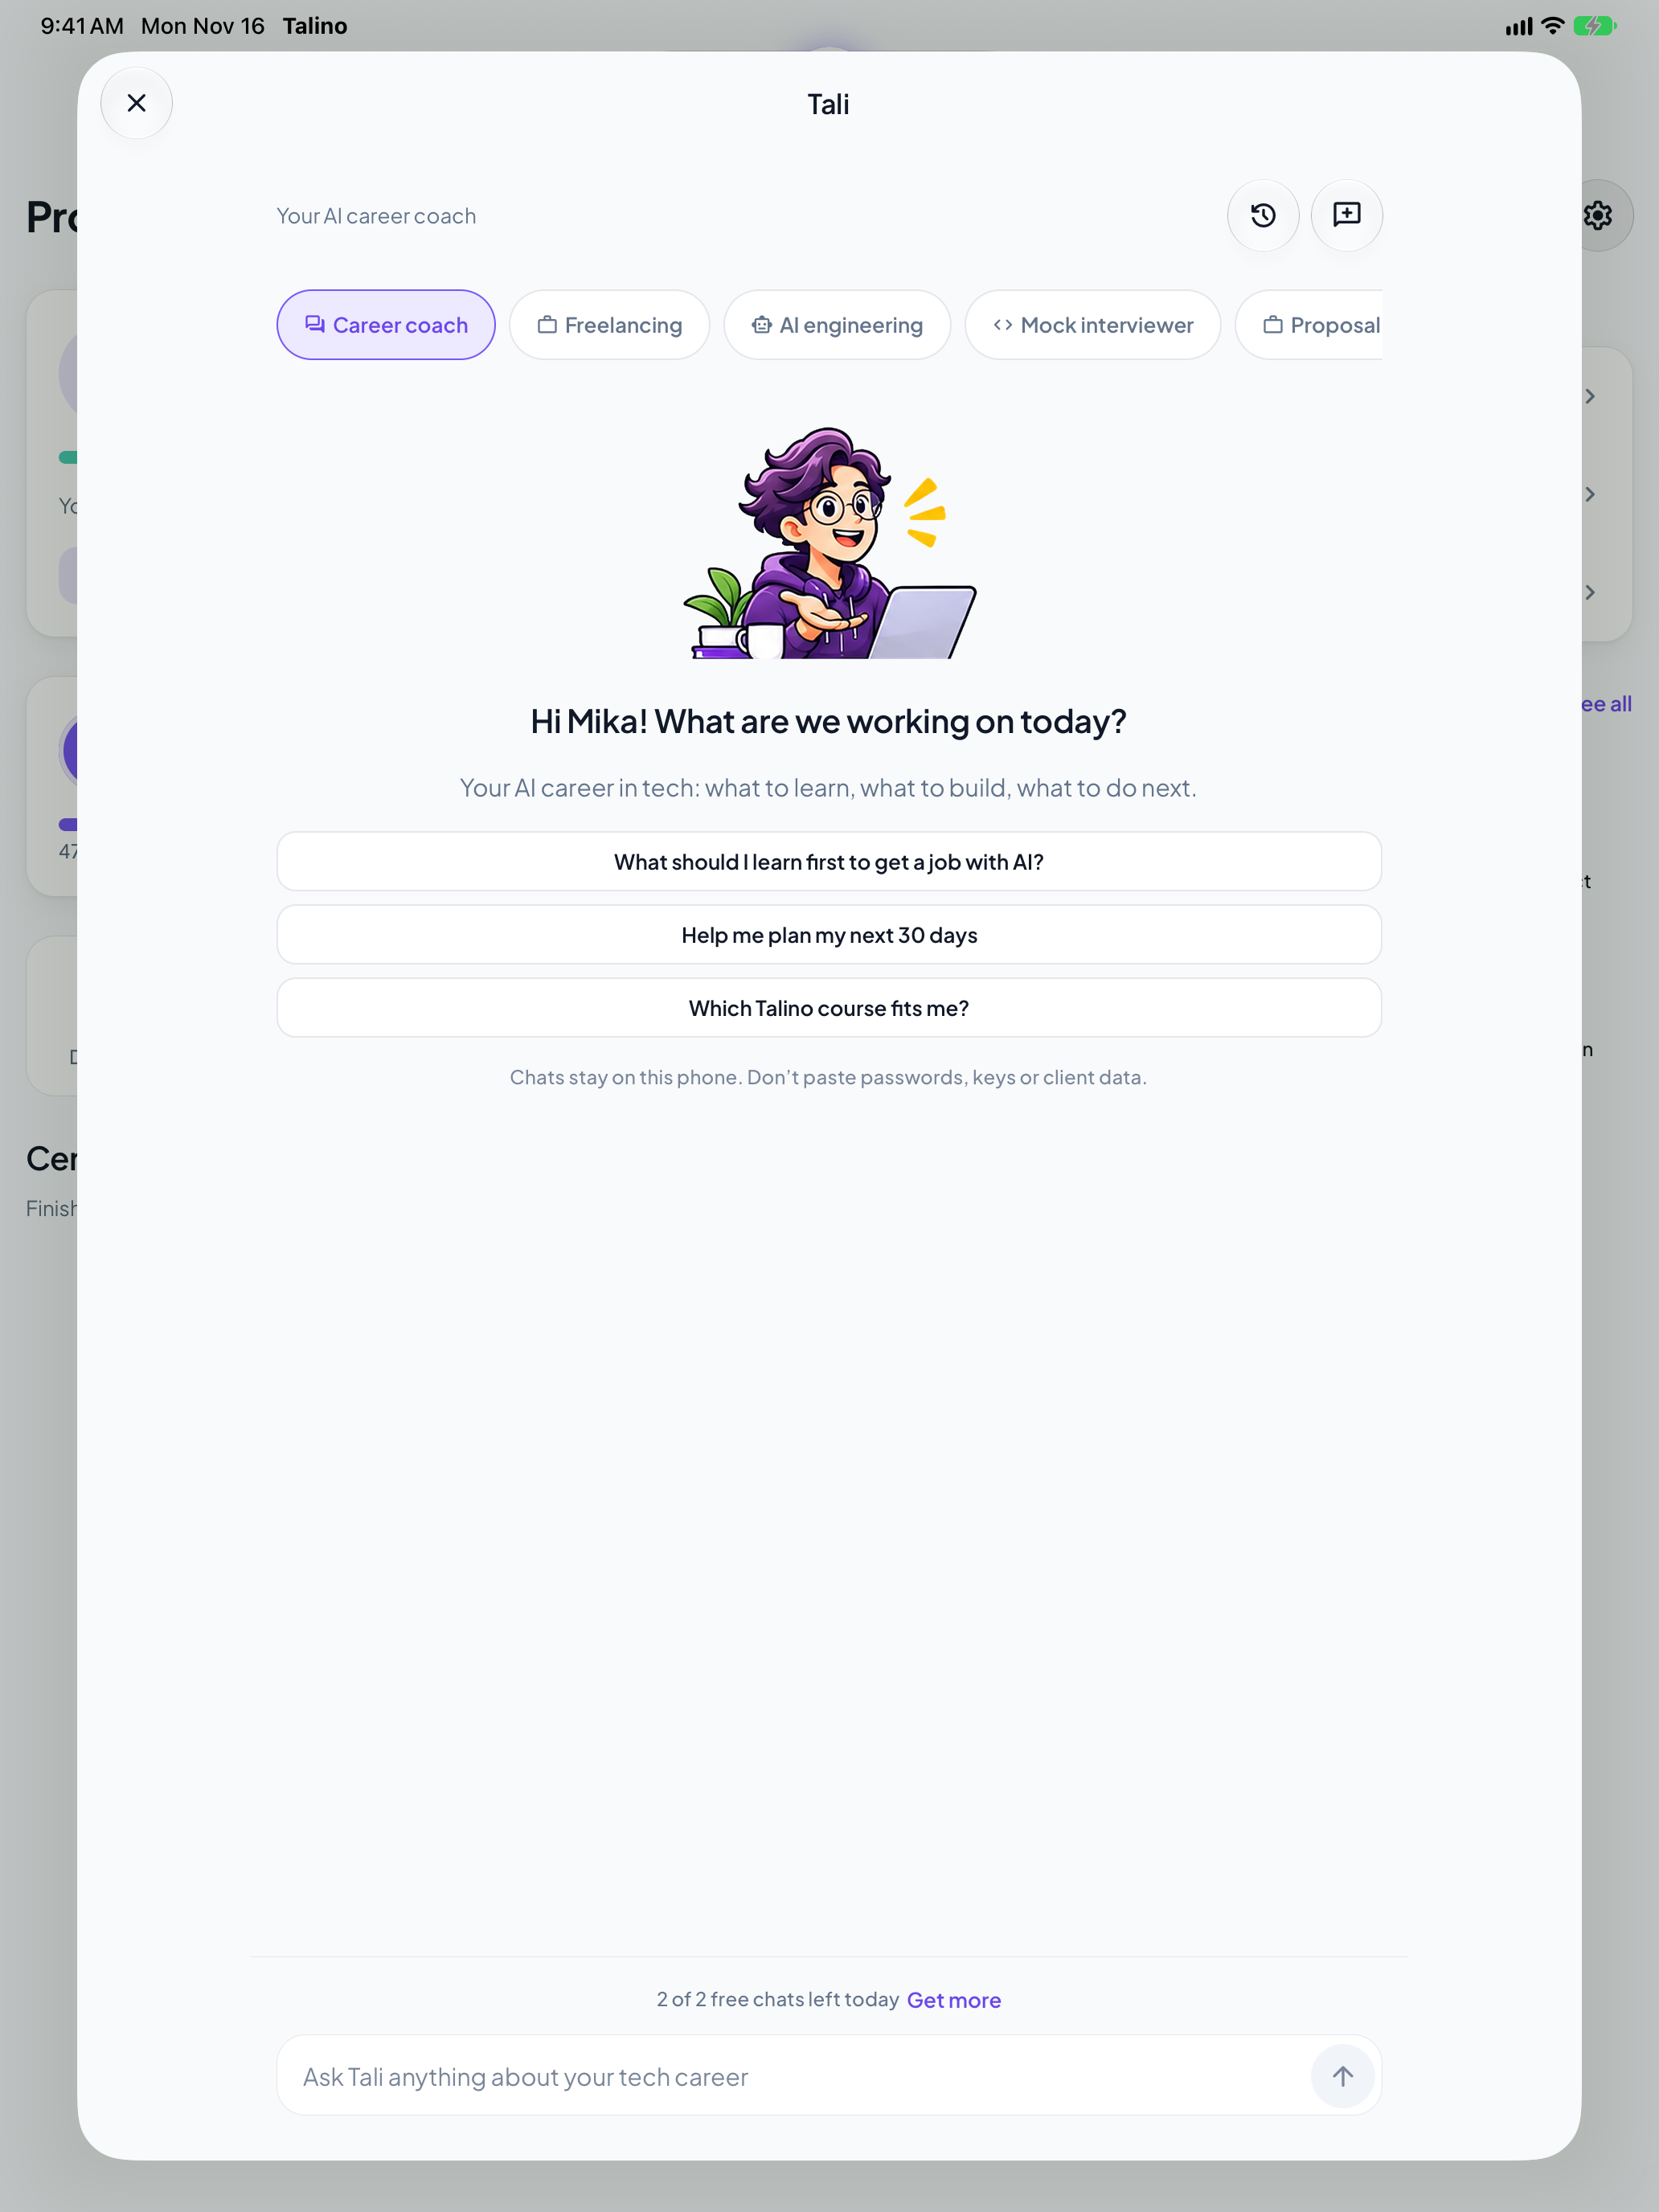 9:41 AM Mon Nov 16 Talino
Tali
Your AI career coach
Career coach
Freelancing
AI engineering
Mock interviewer
Proposal
Hi Mika! What are we working on today?
Your AI career in tech: what to learn, what to build, what to do next.
What should I learn first to get a job with AI?
Help me plan my next 30 days
Which Talino course fits me?
Chats stay on this phone. Don’t paste passwords, keys or client data.
ee all
47
Finish
2 of 2 free chats left today Get more
Ask Tali anything about your tech career